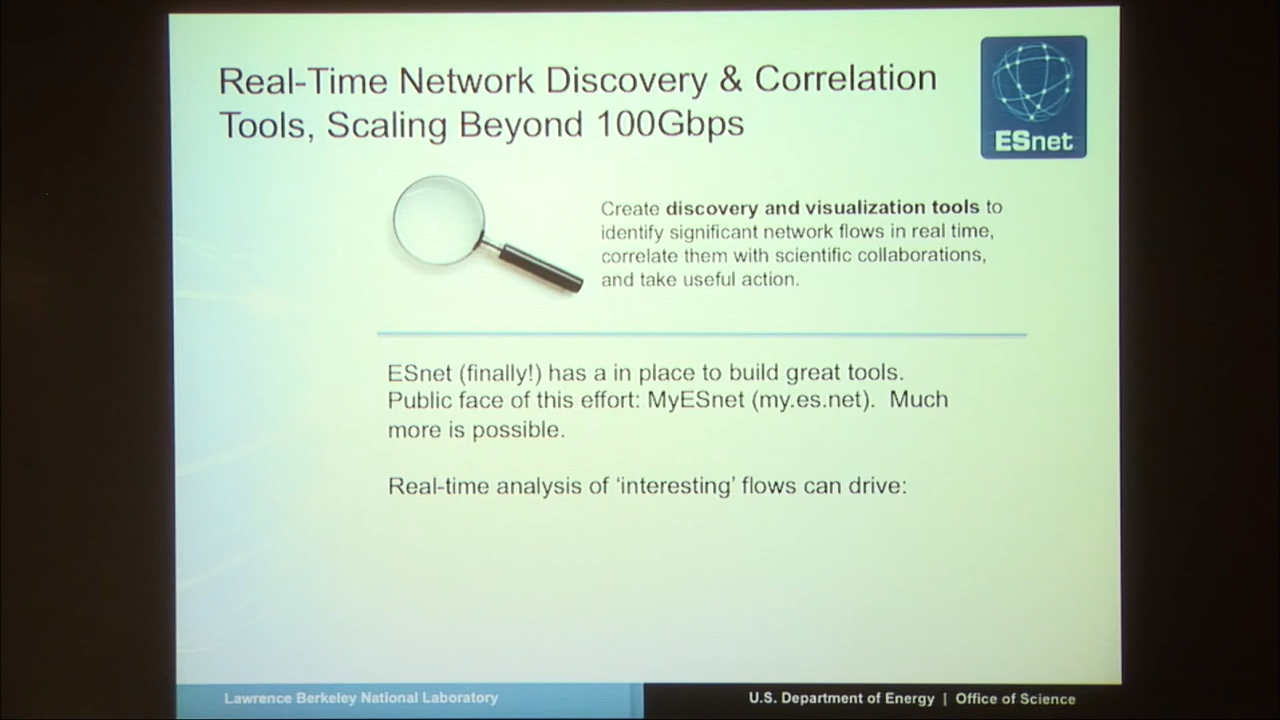 Real-Time Network Discovery & Correlation
Tools, Scaling Beyond 100Gbps
ESnet
Create discovery and visualization tools to
identify significant network flows in real time,
correlate them with scientific collaborations,
and take useful action.
ESnet (finally!) has a in place to build great tools.
Public face of this effort: MyESnet (my.es.net). Much
more is possible.
Real-time analysis of ‘interesting’ flows can drive:
Lawrence Berkeley National Laboratory
U.S. Department of Energy | Office of Science